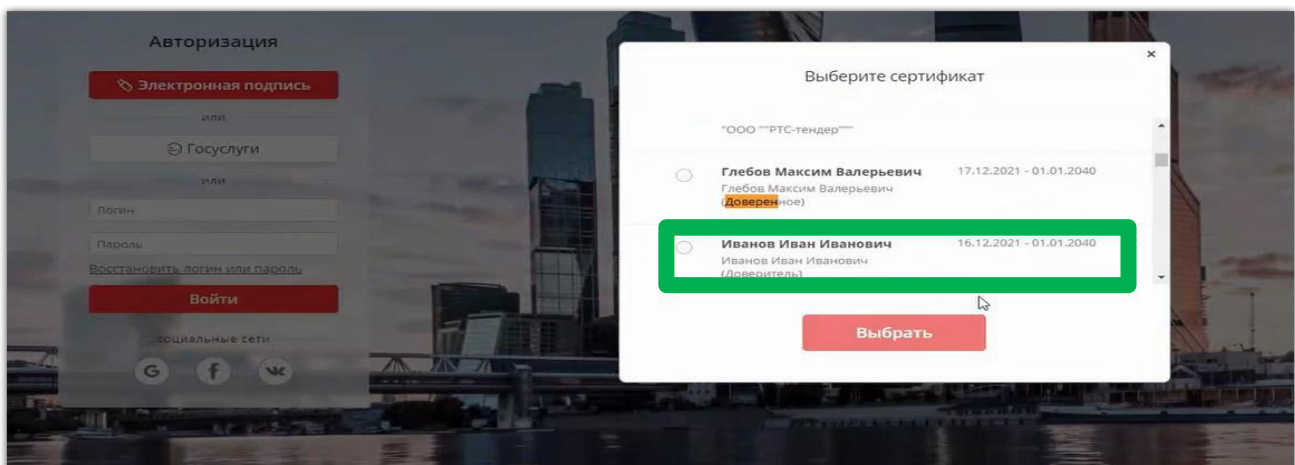 Авторизация
Электронная подпись
или
Госуслуги
или
Логин
Пароль
Восстановить логин или пароль
Войти
социальные сети
G f
Выберите сертификат
×
"ООО ""РТС-тендер"""
Глебов Максим Валерьевич 17.12.2021 - 01.01.2040
Глебов Максим Валерьевич
(Доверенное)
Иванов Иван Иванович 16.12.2021 - 01.01.2040
Иванов Иван Иванович
(Доверитель)
Выбрать